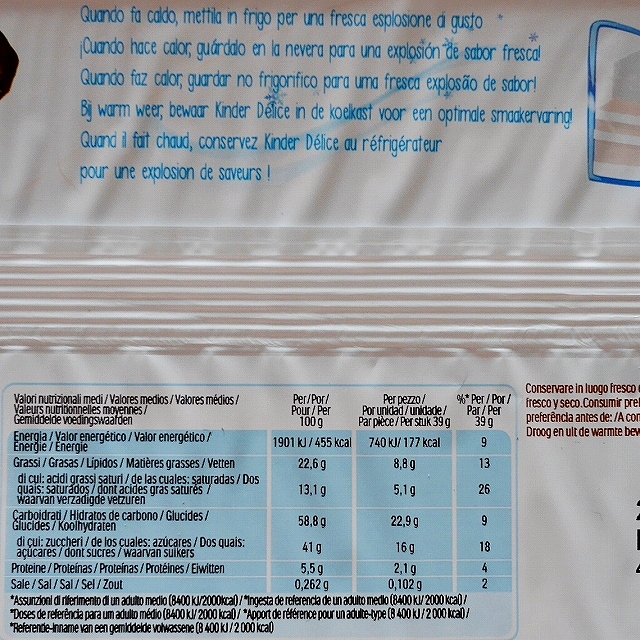 Quando fa caldo, mettila in frigo per una fresca esplosione di gusto
¡Cuando hace calor, guárdalo en la nevera para una explosión de sabor fresca!
Quando faz calor, guardar no frigorifico para uma fresca explosão de sabor!
Bij warm weer, bewaar Kinder Délice in de koelkast voor een optimale smaakervaring!
Quand il fait chaud, conservez Kinder Délice au réfrigérateur
pour une explosion de saveurs !
Valori nutrizionali medi / Valores medios / Valores médios /
Valeurs nutritionnelles moyennes /
Gemiddelde voedingswaarden
Per / Por /
Pour / Per
100 g
Per pezzo /
Por unidad / unidade /
Par pièce / Per stuk 39 g
%* Per / Por /
Par / Per
39 g
Energia / Valor energético / Valor energético /
Énergie / Energie
1901 kJ / 455 kcal
740 kJ / 177 kcal
9
Grassi / Grasas / Lípidos / Matières grasses / Vetten
22,6 g
8,8 g
13
di cui: acidi grassi saturi / de las cuales: saturadas / Dos
quais: saturados / dont acides gras saturés /
waarvan verzadigde vetzuren
13,1 g
5,1 g
26
Carboidrati / Hidratos de carbono / Glucides /
Glucides / Koolhydraten
58,8 g
22,9 g
9
di cui: zuccheri / de los cuales: azúcares / Dos quais:
açúcares / dont sucres / waarvan suikers
41 g
16 g
18
Proteine / Proteínas / Proteínas / Protéines / Eiwitten
5,5 g
2,1 g
4
Sale / Sal / Sal / Sel / Zout
0,262 g
0,102 g
2
*Assunzioni di riferimento di un adulto medio (8400 kJ/2000kcal) / *Ingesta de referencia de un adulto medio (8400 kJ / 2000 kcal) /
*Doses de referência para um adulto médio (8400 kJ / 2000 kcal) / *Apport de référence pour un adulte-type (8 400 kJ / 2 000 kcal) /
*Referentie-inname van een gemiddelde volwassene (8 400 kJ / 2 000 kcal)
Conservare in luogo fresco
fresco y seco. Consumir
preferência antes de: / A
Droog en uit de warmte